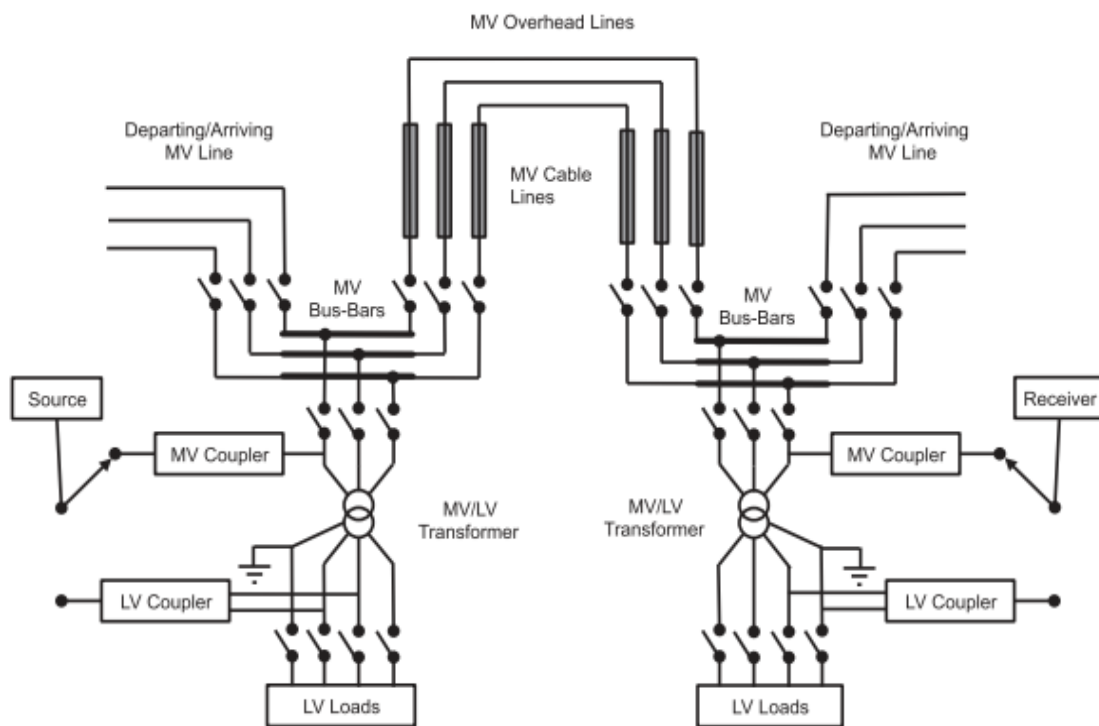 MV Overhead Lines
Departing/Arriving
MV Line
Departing/Arriving
MV Line
MV Cable
Lines
MV
Bus-Bars
MV
Bus-Bars
Source
Receiver
MV Coupler
MV Coupler
MV/LV
Transformer
MV/LV
Transformer
LV Coupler
LV Coupler
LV Loads
LV Loads